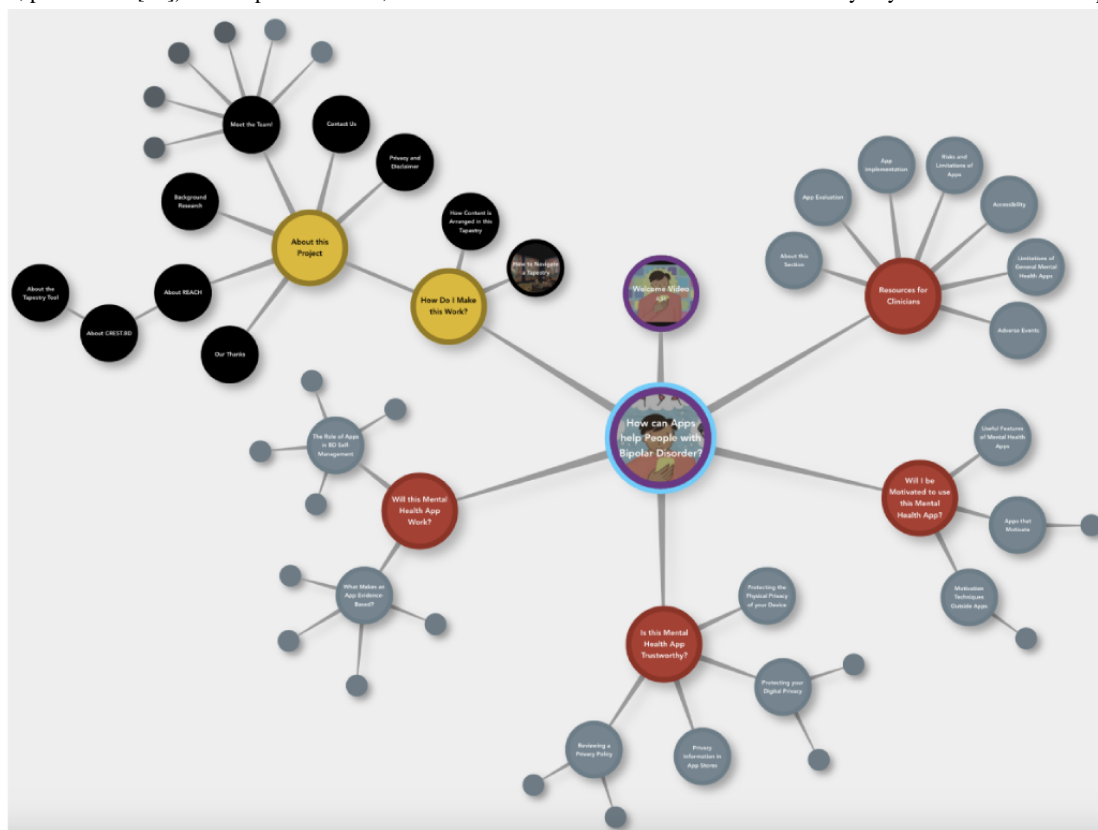 Meet the Team!
Contact Us
Privacy and
Disclaimer
Background
Research
About this
Project
How Content is
Arranged in this
Tapestry
How to Navigate
a Tapestry
About the
Tapestry Tool
About CREST.BD
About REACH
Our Thanks
How Do I Make
this Work?
Welcome Video
How can Apps
help People with
Bipolar Disorder?
App Evaluation
App
Implementation
Risks and
Limitations of
Apps
Accessibility
About this
Section
Limitations of
General Mental
Health Apps
Adverse Events
Resources for
Clinicians
The Role of Apps
in BD Self-
Management
Will this Mental
Health App
Work?
What Makes an
App Evidence-
Based?
Will I be
Motivated to use
this Mental
Health App?
Useful Features
of Mental Health
Apps
Apps that
Motivate
Motivation
Techniques
Outside Apps
Is this Mental
Health App
Trustworthy?
Protecting the
Physical Privacy
of your Device
Protecting your
Digital Privacy
Reviewing a
Privacy Policy
Privacy
Information in
App Stores